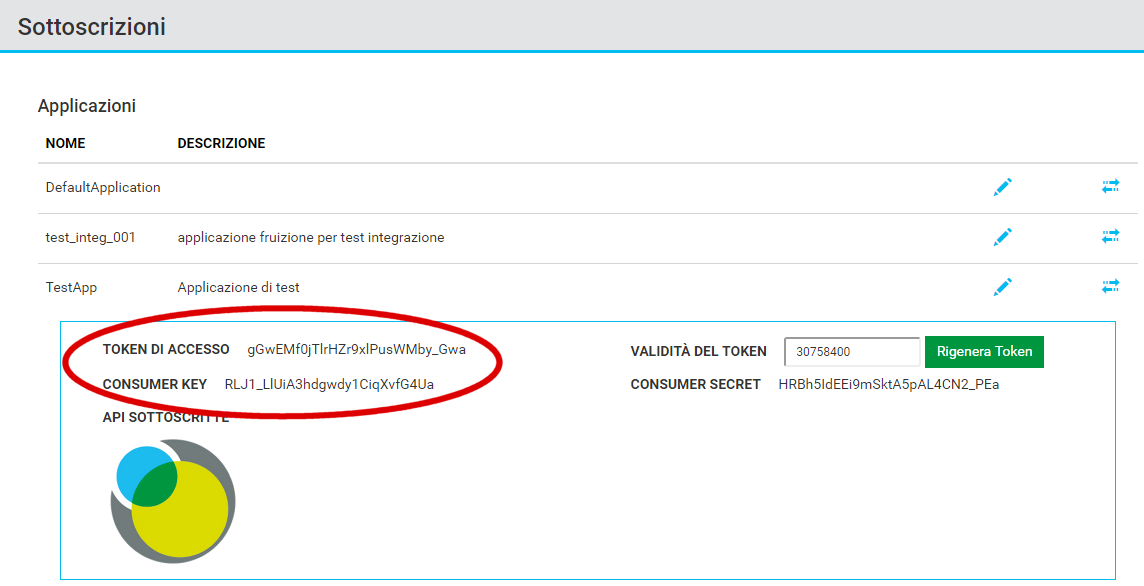 Sottoscrizioni
Applicazioni
NOME DESCRIZIONE
DefaultApplication
test_integ_001 applicazione fruizione per test integrazione
TestApp Applicazione di test
TOKEN DI ACCESSO gGwEMf0jTlrHZr9xlPusWMby_Gwa VALIDITÀ DEL TOKEN 30758400 Rigenera Token
CONSUMER KEY RLJ1_LlUiA3hdgwdy1CiqXvfG4Ua CONSUMER SECRET HRBh5IdEEi9mSktA5pAL4CN2_PEa
API SOTTOSCRITTE